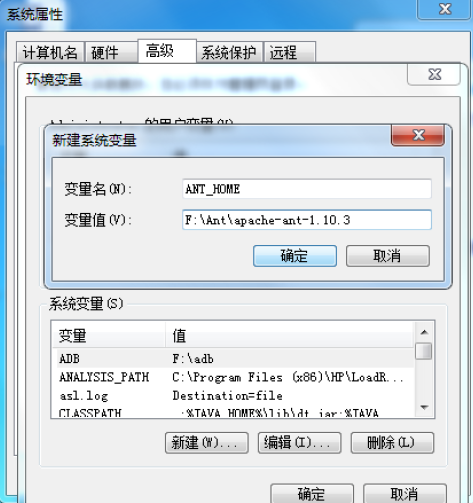 系统属性
计算机名 硬件 高级 系统保护 远程
环境变量
新建系统变量
变量名(N): ANT_HOME
变量值(V): F:\Ant\apache-ant-1.10.3
确定 取消
系统变量(S)
变量 值
ADB F:\adb
ANALYSIS_PATH C:\Program Files (x86)\HP\LoadR...
asl.log Destination=file
CLASSPATH .;%JAVA_HOME%\lib\dt.jar;%JAVA_
新建(W)... 编辑(I)... 删除(L)
确定 取消